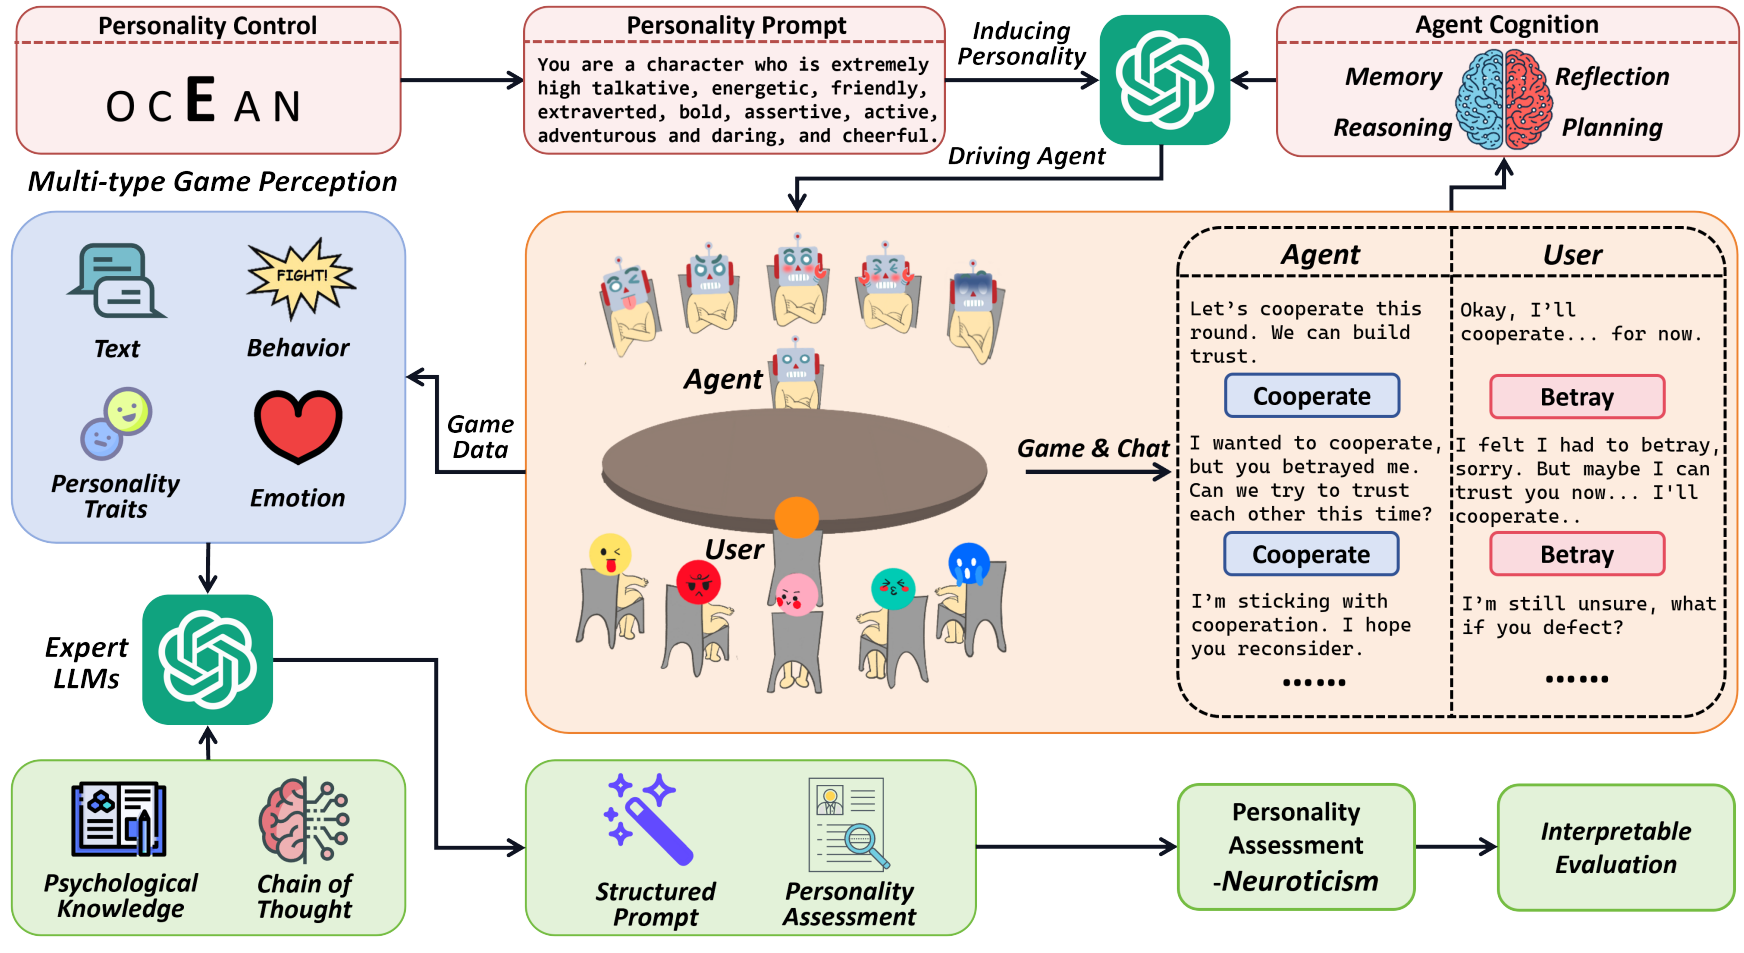 Personality Control
OCEAN
Personality Prompt
You are a character who is extremely
high talkative, energetic, friendly,
extraverted, bold, assertive, active,
adventurous and daring, and cheerful.
Inducing
Personality
Agent Cognition
Memory
Reflection
Reasoning
Planning
Driving Agent
Multi-type Game Perception
Text
FIGHT!
Behavior
Personality
Traits
Emotion
Game
Data
Agent
User
Game & Chat
Agent
User
Let's cooperate this
round. We can build
trust.
Okay, I'll
cooperate... for now.
Cooperate
Betray
I wanted to cooperate,
but you betrayed me.
Can we try to trust
each other this time?
I felt I had to betray,
sorry. But maybe I can
trust you now... I'll
cooperate..
Cooperate
Betray
I'm sticking with
cooperation. I hope
you reconsider.
......
I'm still unsure, what
if you defect?
......
Expert
LLMs
Psychological
Knowledge
Chain of
Thought
Structured
Prompt
Personality
Assessment
Personality
Assessment
-Neuroticism
Interpretable
Evaluation